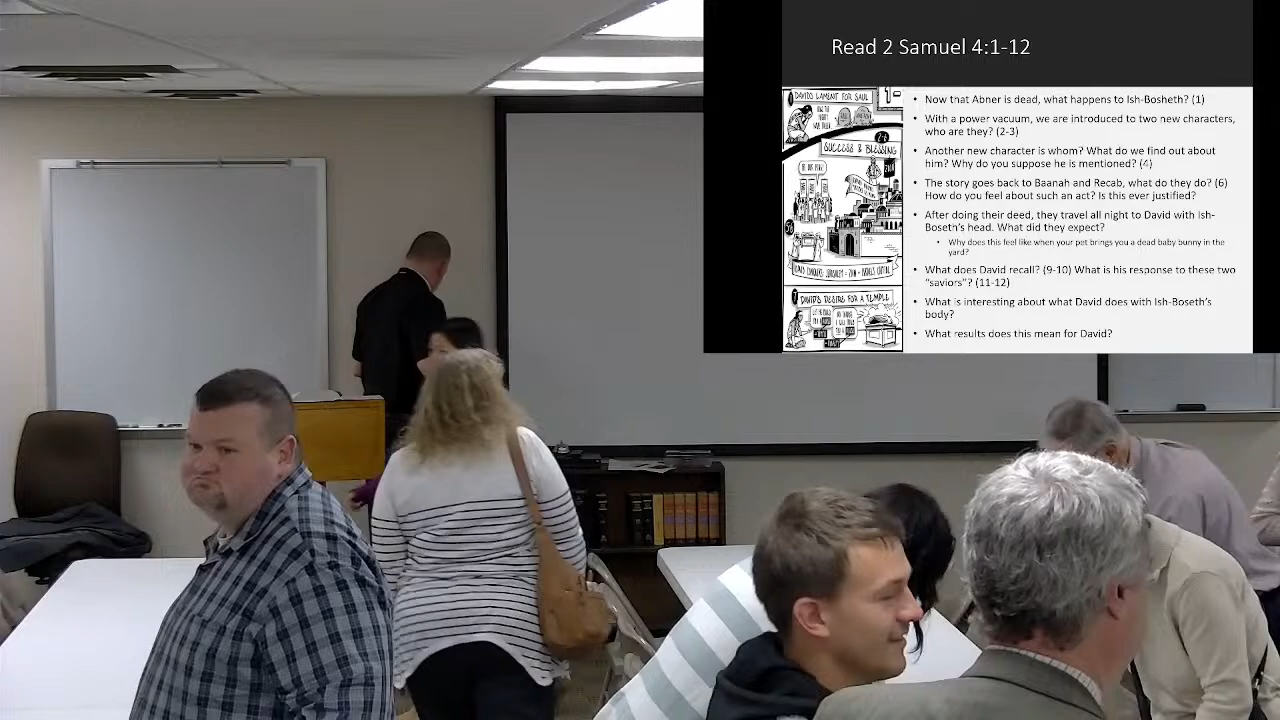 Read 2 Samuel 4:1-12
DAVID'S LAMENT FOR SAUL
1-
• Now that Abner is dead, what happens to Ish-Bosheth? (1)
• With a power vacuum, we are introduced to two new characters,
who are they? (2-3)
SUCCESS & BLESSING
• Another new character is whom? What do we find out about
him? Why do you suppose he is mentioned? (4)
• The story goes back to Baanah and Recab, what do they do? (6)
How do you feel about such an act? Is this ever justified?
• After doing their deed, they travel all night to David with Ish-
Boseth's head. What did they expect?
• Why does this feel like when your pet brings you a dead baby bunny in the
yard?
• What does David recall? (9-10) What is his response to these two
"saviors"? (11-12)
DAVID'S DESIRE FOR A TEMPLE
• What is interesting about what David does with Ish-Boseth's
body?
• What results does this mean for David?